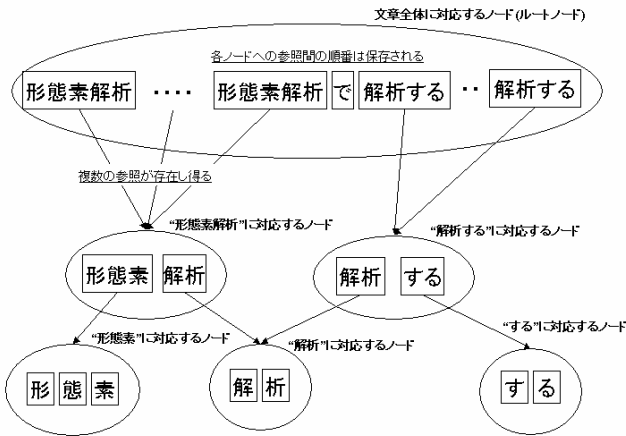 文章全体に対応するノード(ルートノード)
各ノードへの参照間の順番は保存される
形態素解析 ‥‥ 形態素解析 で 解析する ‥ 解析する
複数の参照が存在し得る
“形態素解析”に対応するノード
“解析する”に対応するノード
形態素 解析
解析 する
“形態素”に対応するノード
“解析”に対応するノード
“する”に対応するノード
形 態 素
解 析
す る